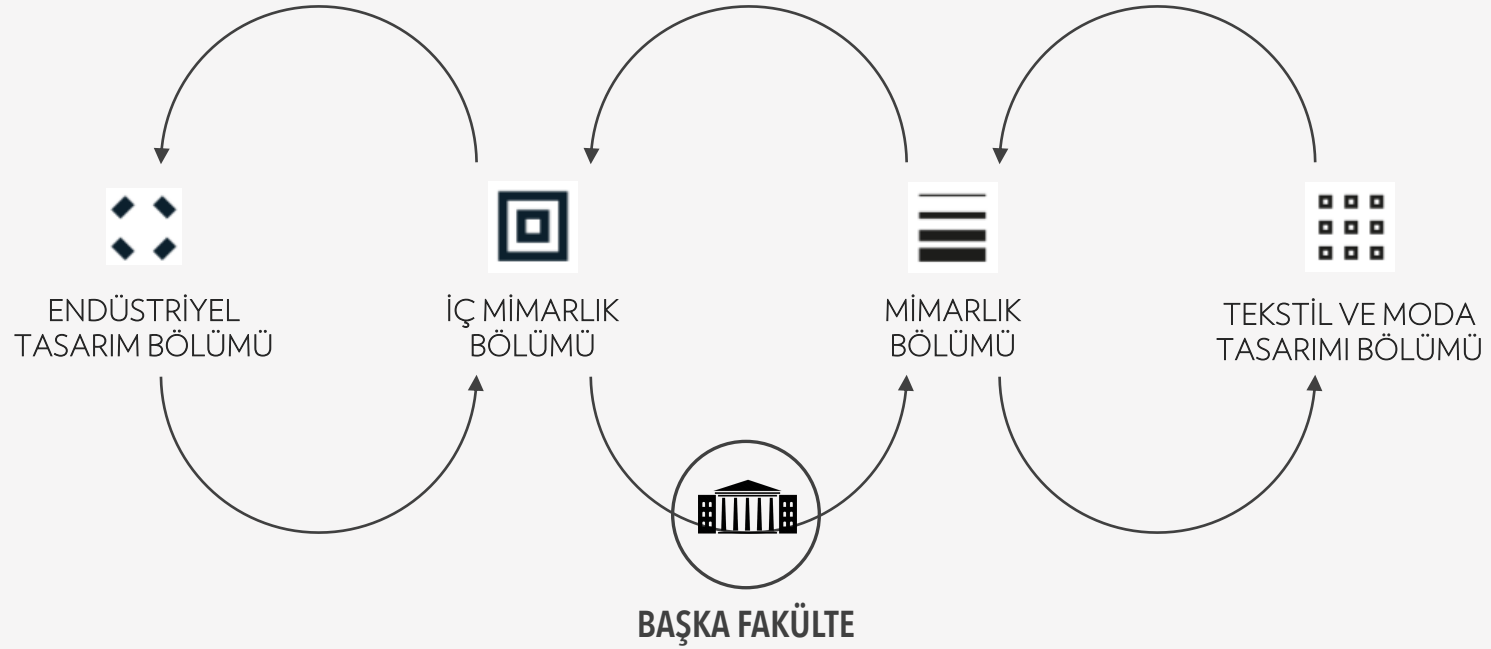 ENDÜSTRİYEL
TASARIM BÖLÜMÜ
İÇ MİMARLIK
BÖLÜMÜ
MİMARLIK
BÖLÜMÜ
TEKSTİL VE MODA
TASARIMI BÖLÜMÜ
BAŞKA FAKÜLTE